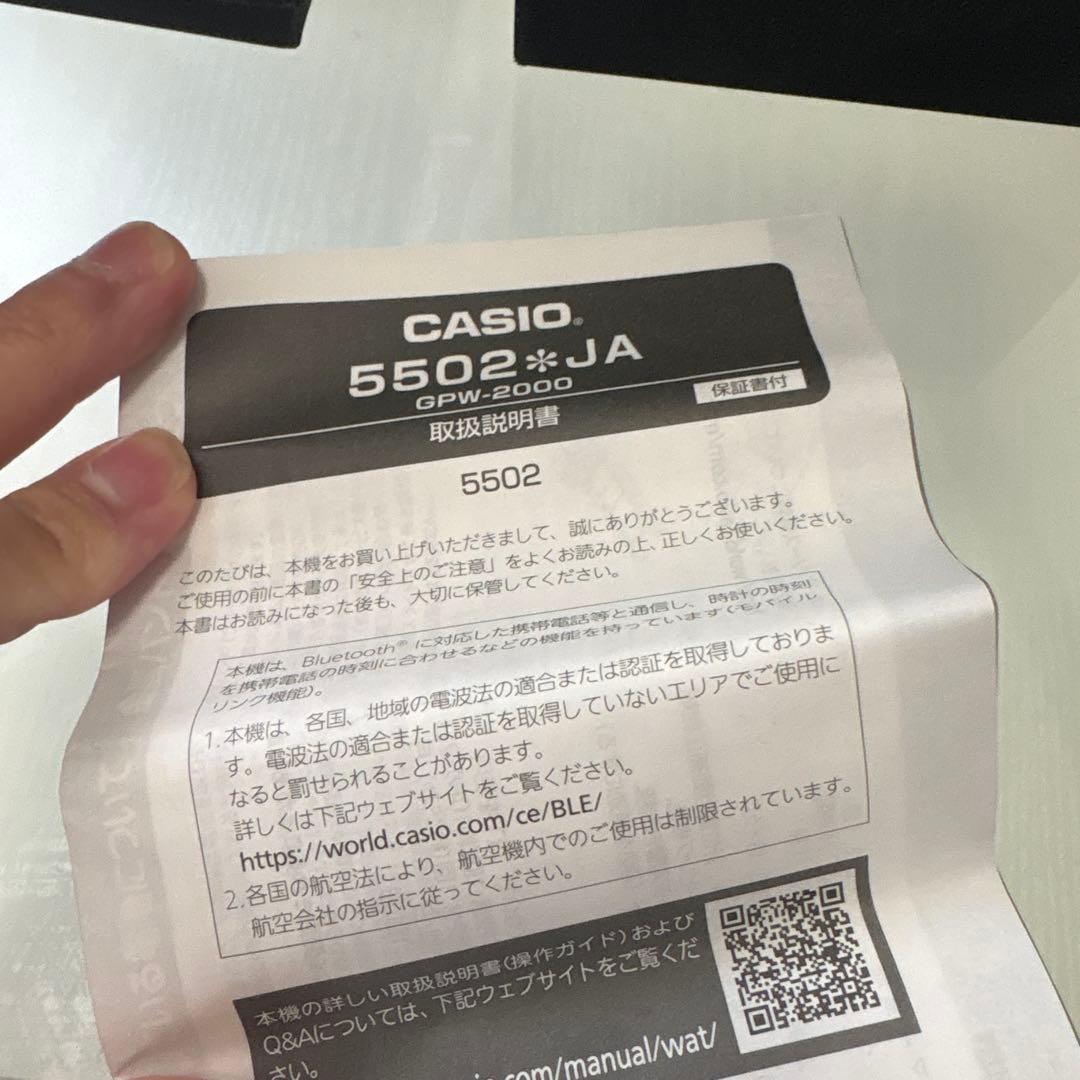 CASIO®
5502*JA
GPW-2000
取扱説明書
保証書付
5502
このたびは、本機をお買い上げいただきまして、誠にありがとうございます。
ご使用の前に本書の「安全上のご注意」をよくお読みの上、正しくお使いください。
本書はお読みになった後も、大切に保管してください。
本機は、Bluetooth®に対応した携帯電話等と通信し、時計の時刻
を携帯電話の時刻に合わせるなどの機能を持っています(モバイル
リンク機能)。
1.本機は、各国、地域の電波法の適合または認証を取得しておりま
す。電波法の適合または認証を取得していないエリアでご使用に
なると罰せられることがあります。
詳しくは下記ウェブサイトをご覧ください。
https://world.casio.com/ce/BLE/
2.各国の航空法により、航空機内でのご使用は制限されています。
航空会社の指示に従ってください。
本機の詳しい取扱説明書(操作ガイド)および
Q&Aについては、下記ウェブサイトをご覧くだ
さい。
.com/manual/wat/